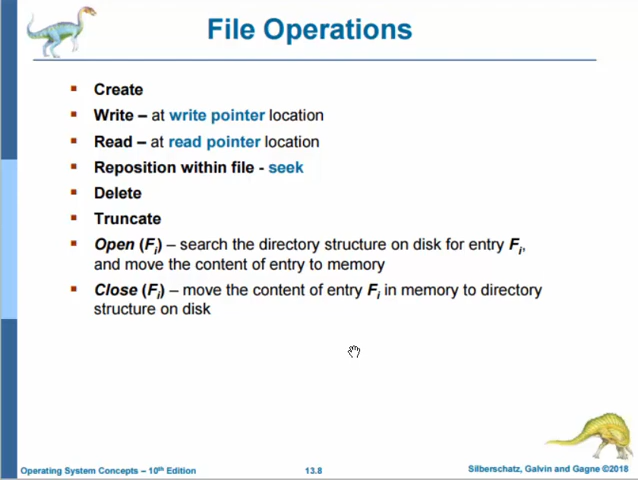 File Operations
Create
Write – at write pointer location
Read – at read pointer location
Reposition within file - seek
Delete
Truncate
Open (Fi) – search the directory structure on disk for entry Fi,
and move the content of entry to memory
Close (Fi) – move the content of entry Fi in memory to directory
structure on disk
Operating System Concepts – 10th Edition
13.8
Silberschatz, Galvin and Gagne ©2018